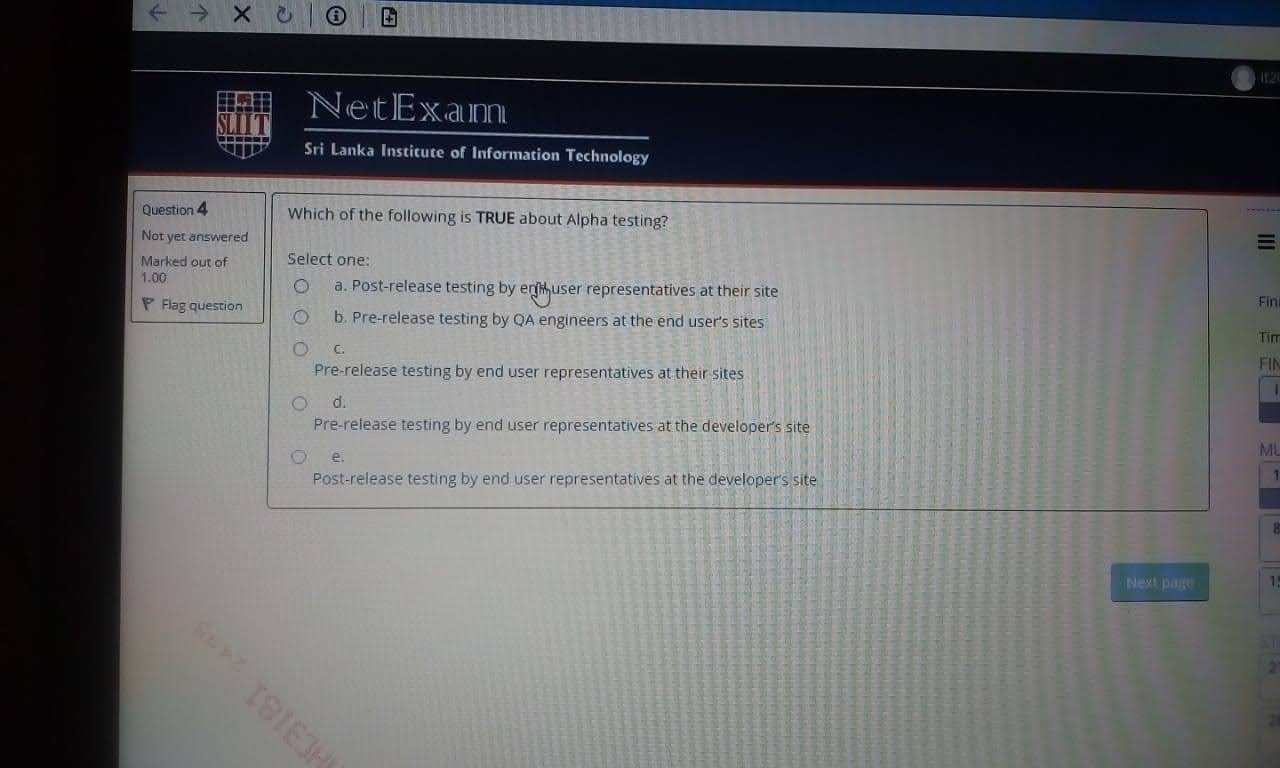 it2
SLIIT
NetExam
Sri Lanka Institute of Information Technology
Question 4
Not yet answered
Marked out of
1.00
Flag question
Which of the following is TRUE about Alpha testing?
Select one:
a. Post-release testing by end user representatives at their site
b. Pre-release testing by QA engineers at the end user's sites
c.
Pre-release testing by end user representatives at their sites
d.
Pre-release testing by end user representatives at the developer's site
e.
Post-release testing by end user representatives at the developer's site
Next page
Fin
Tim
FIN
MU
1
8